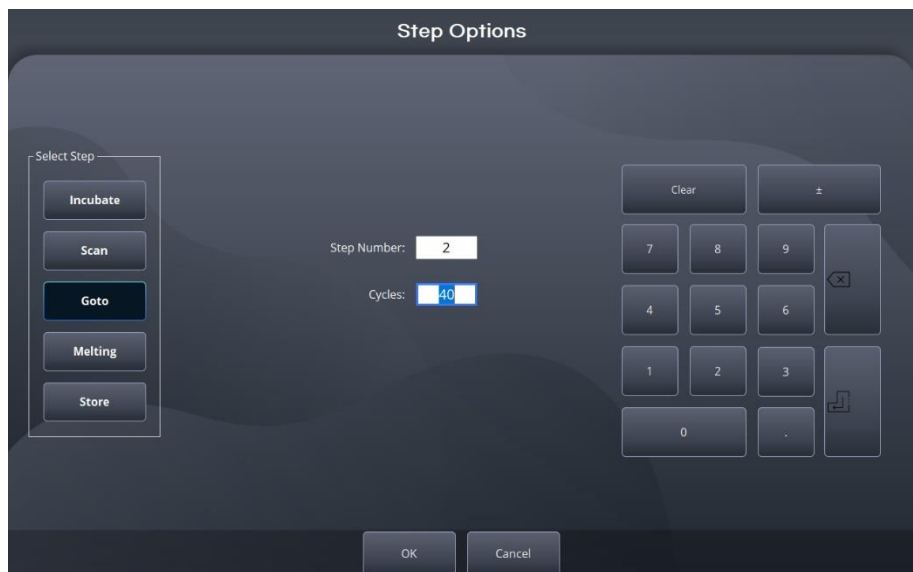 Step Options
Select Step
Incubate
Scan
Goto
Melting
Store
Step Number: 2
Cycles: 40
Clear ±
7 8 9
4 5 6
1 2 3
0 .
OK Cancel